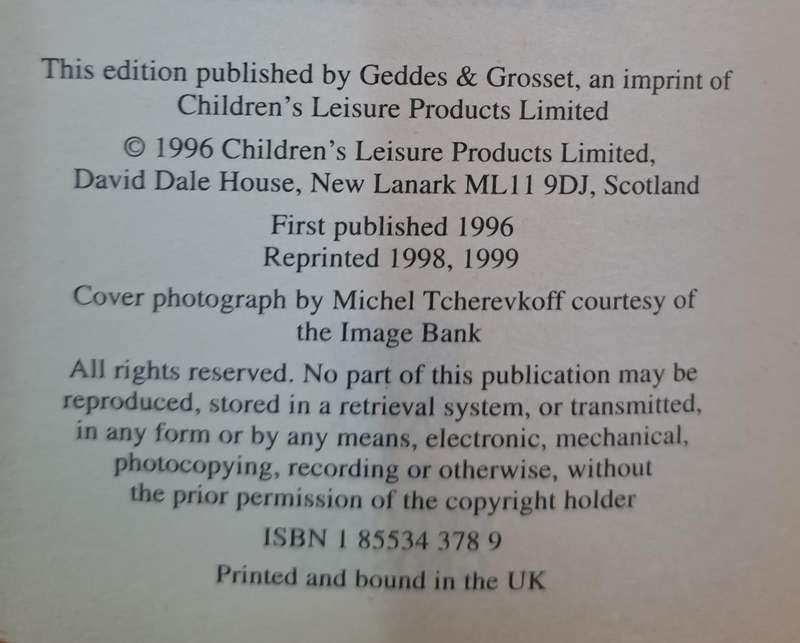 This edition published by Geddes & Grosset, an imprint of
Children's Leisure Products Limited
© 1996 Children's Leisure Products Limited,
David Dale House, New Lanark ML11 9DJ, Scotland
First published 1996
Reprinted 1998, 1999
Cover photograph by Michel Tcherevkoff courtesy of
the Image Bank
All rights reserved. No part of this publication may be
reproduced, stored in a retrieval system, or transmitted,
in any form or by any means, electronic, mechanical,
photocopying, recording or otherwise, without
the prior permission of the copyright holder
ISBN 1 85534 378 9
Printed and bound in the UK